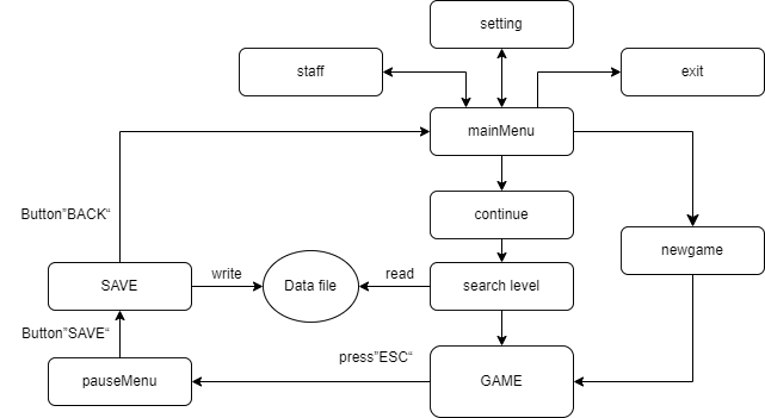 setting
staff
exit
mainMenu
Button”BACK“
continue
newgame
SAVE
write
Data file
read
search level
Button”SAVE“
press”ESC“
pauseMenu
GAME